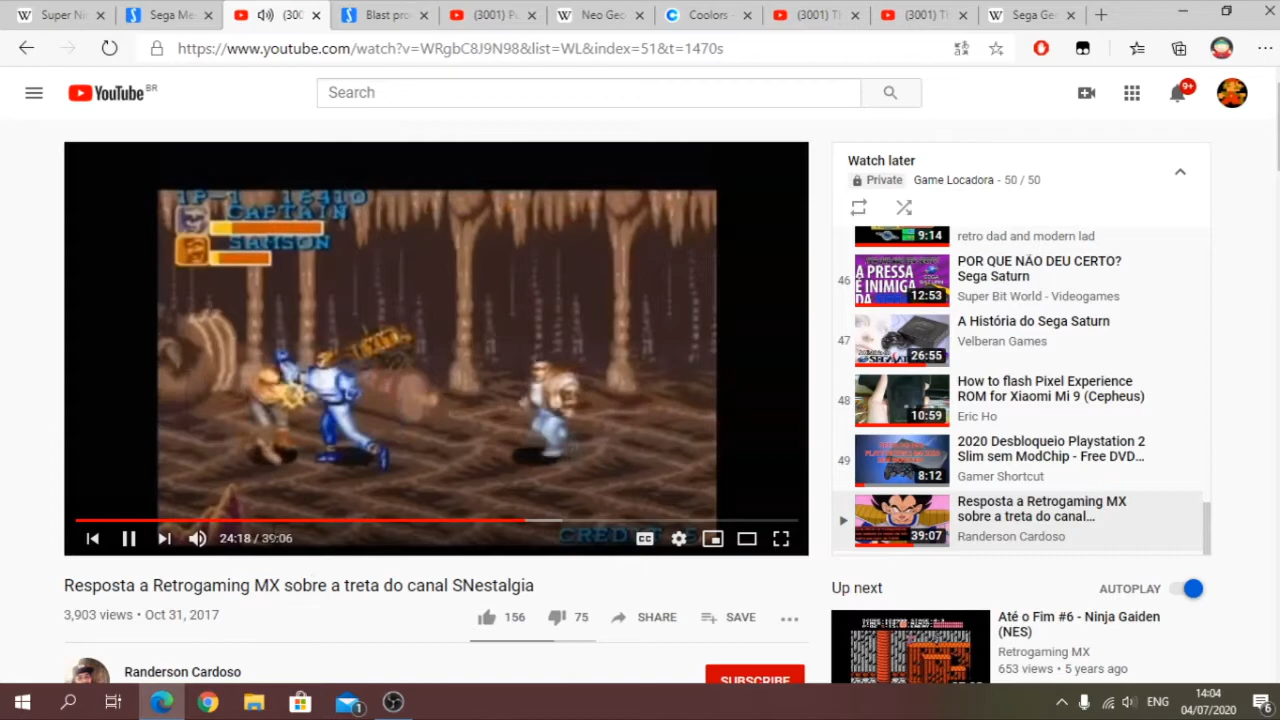 Super Ni
Sega Me
(300
Blast pro
(3001) P
Neo Geo
Coolors -
(3001) T
(3001) T
Sega Ge
https://www.youtube.com/watch?v=WRgbC8J9N98&list=WL&index=51&t=1470s
YouTube BR
Search
9+
1P-1 18410
CAPTAIN
SAMSON
CREDIT
24:18 / 39:06
CC
Watch later
Private Game Locadora - 50 / 50
9:14
retro dad and modern lad
46
A PRESSA
É INIMIGA
DA
12:53
POR QUE NÃO DEU CERTO?
Sega Saturn
Super Bit World - Videogames
47
26:55
A História do Sega Saturn
Velberan Games
48
10:59
How to flash Pixel Experience
ROM for Xiaomi Mi 9 (Cepheus)
Eric Ho
49
8:12
2020 Desbloqueio Playstation 2
Slim sem ModChip - Free DVD...
Gamer Shortcut
39:07
Resposta a Retrogaming MX
sobre a treta do canal...
Randerson Cardoso
Resposta a Retrogaming MX sobre a treta do canal SNestalgia
3,903 views • Oct 31, 2017
156
75
SHARE
SAVE
Randerson Cardoso
SUBSCRIBE
Up next
AUTOPLAY
Até o Fim #6 - Ninja Gaiden
(NES)
Retrogaming MX
653 views • 5 years ago
1
ENG
14:04
04/07/2020
6